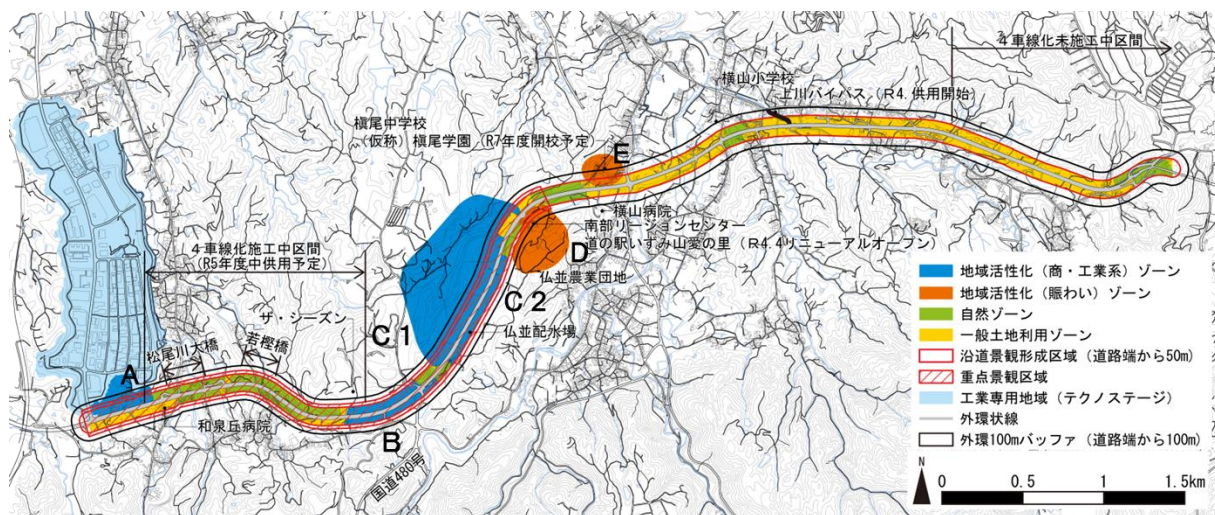 4車線化未施工中区間
横山小学校
上川バイパス(R4.供用開始)
槇尾中学校
(仮称)槇尾学園(R7年度開校予定)
E
横山病院
南部リージョンセンター
道の駅いずみ山愛の里(R4.4リニューアルオープン)
D
仏並農業団地
4車線化施工中区間
(R5年度中供用予定)
C2
C1
ザ・シーズン
仏並配水場
若樫橋
松尾川大橋
A
和泉丘病院
B
国道480号
地域活性化(商・工業系)ゾーン
地域活性化(賑わい)ゾーン
自然ゾーン
一般土地利用ゾーン
沿道景観形成区域(道路端から50m)
重点景観区域
工業専用地域(テクノステージ)
外環状線
外環100mバッファ(道路端から100m)
N
0 0.5 1 1.5km